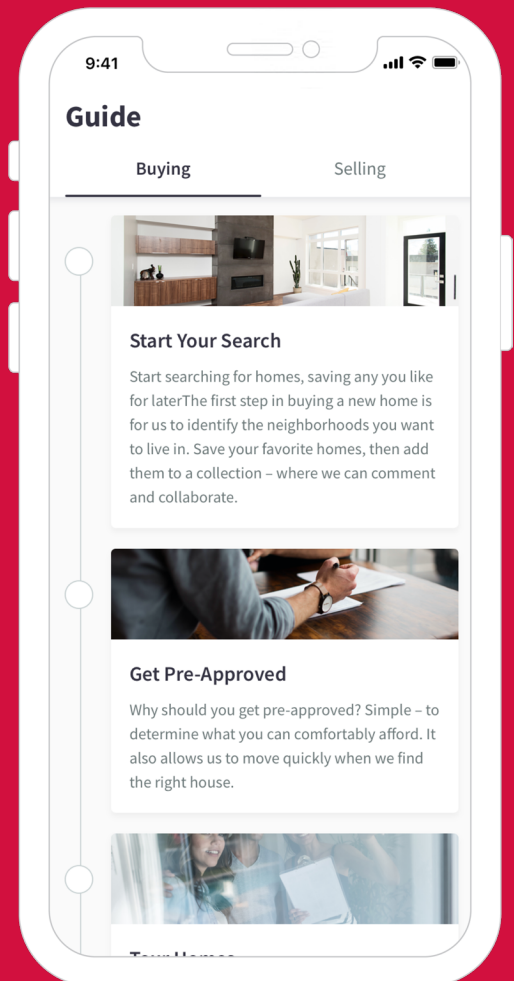 9:41
Guide
Buying
Selling
Start Your Search
Start searching for homes, saving any you like
for laterThe first step in buying a new home is
for us to identify the neighborhoods you want
to live in. Save your favorite homes, then add
them to a collection – where we can comment
and collaborate.
Get Pre-Approved
Why should you get pre-approved? Simple – to
determine what you can comfortably afford. It
also allows us to move quickly when we find
the right house.
Tour Homes